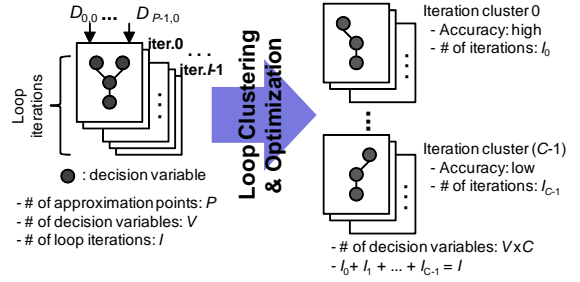 D0,0 ... D P-1,0
iter.0
...
iter.I-1
Loop
iterations
: decision variable
- # of approximation points: P
- # of decision variables: V
- # of loop iterations: I
Loop Clustering
& Optimization
Iteration cluster 0
- Accuracy: high
- # of iterations: I0
...
Iteration cluster (C-1)
- Accuracy: low
- # of iterations: IC-1
- # of decision variables: VxC
- I0+ I1 + ... + IC-1 = I